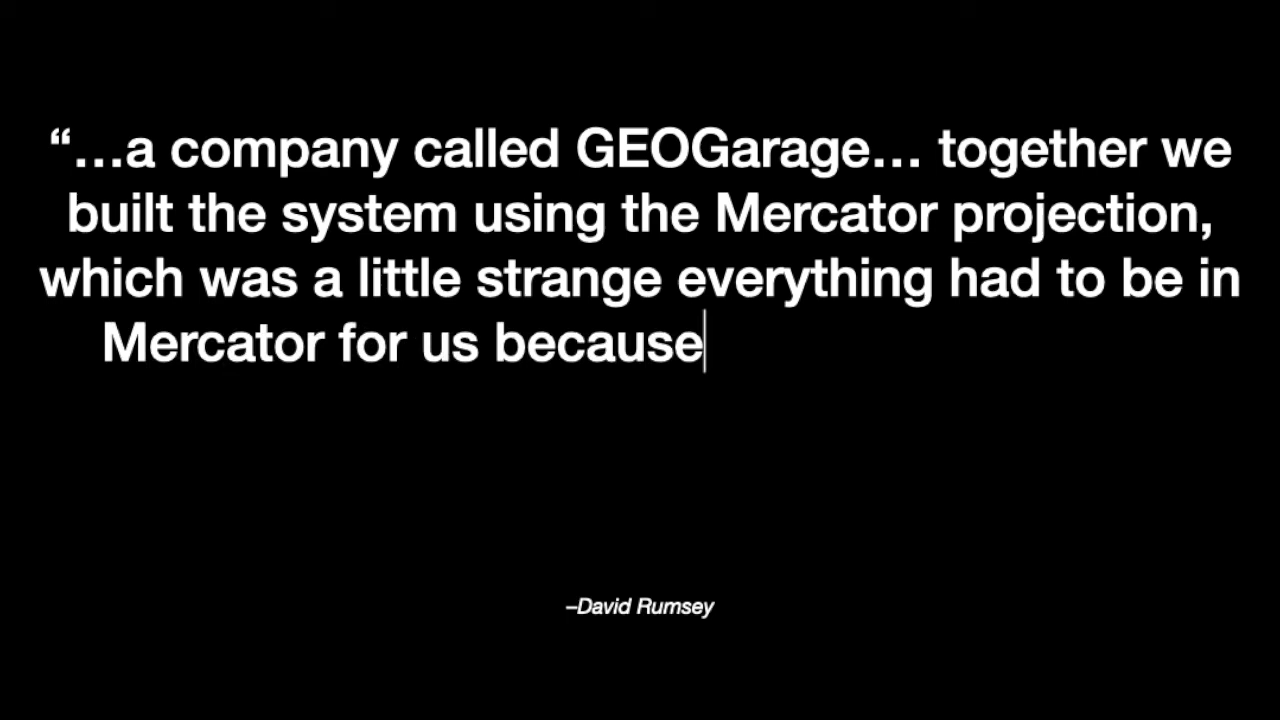 “…a company called GEOGarage… together we
built the system using the Mercator projection,
which was a little strange everything had to be in
Mercator for us because
–David Rumsey